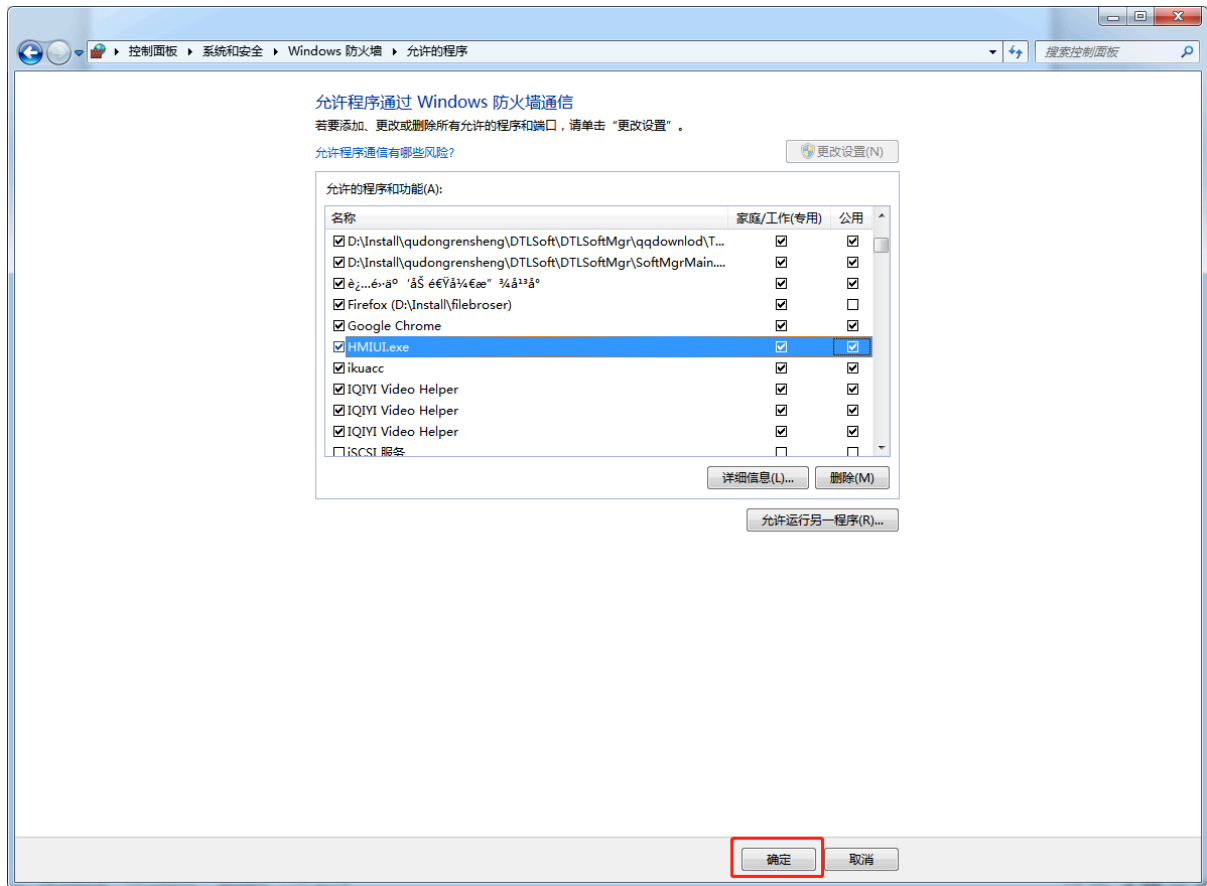 控制面板 ▸ 系统和安全 ▸ Windows 防火墙 ▸ 允许的程序
搜索控制面板
允许程序通过 Windows 防火墙通信
若要添加、更改或删除所有允许的程序和端口，请单击“更改设置”。
允许程序通信有哪些风险?
更改设置(N)
允许的程序和功能(A):
名称 家庭/工作(专用) 公用
D:\Install\qudongrensheng\DTLSoft\DTLSoftMgr\qqdownlod\T...
D:\Install\qudongrensheng\DTLSoft\DTLSoftMgr\SoftMgrMain....
Firefox (D:\Install\filebroser)
Google Chrome
HMIUI.exe
ikuacc
IQIYI Video Helper
IQIYI Video Helper
IQIYI Video Helper
iSCSI 服务
详细信息(L)... 删除(M)
允许运行另一程序(R)...
确定 取消